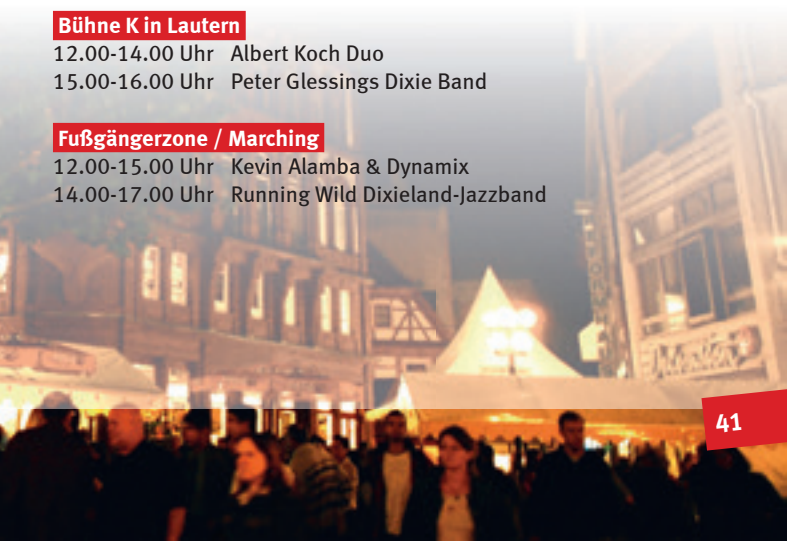 Bühne K in Lautern
12.00-14.00 Uhr Albert Koch Duo
15.00-16.00 Uhr Peter Glessings Dixie Band
Fußgängerzone / Marching
12.00-15.00 Uhr Kevin Alamba & Dynamix
14.00-17.00 Uhr Running Wild Dixieland-Jazzband
41